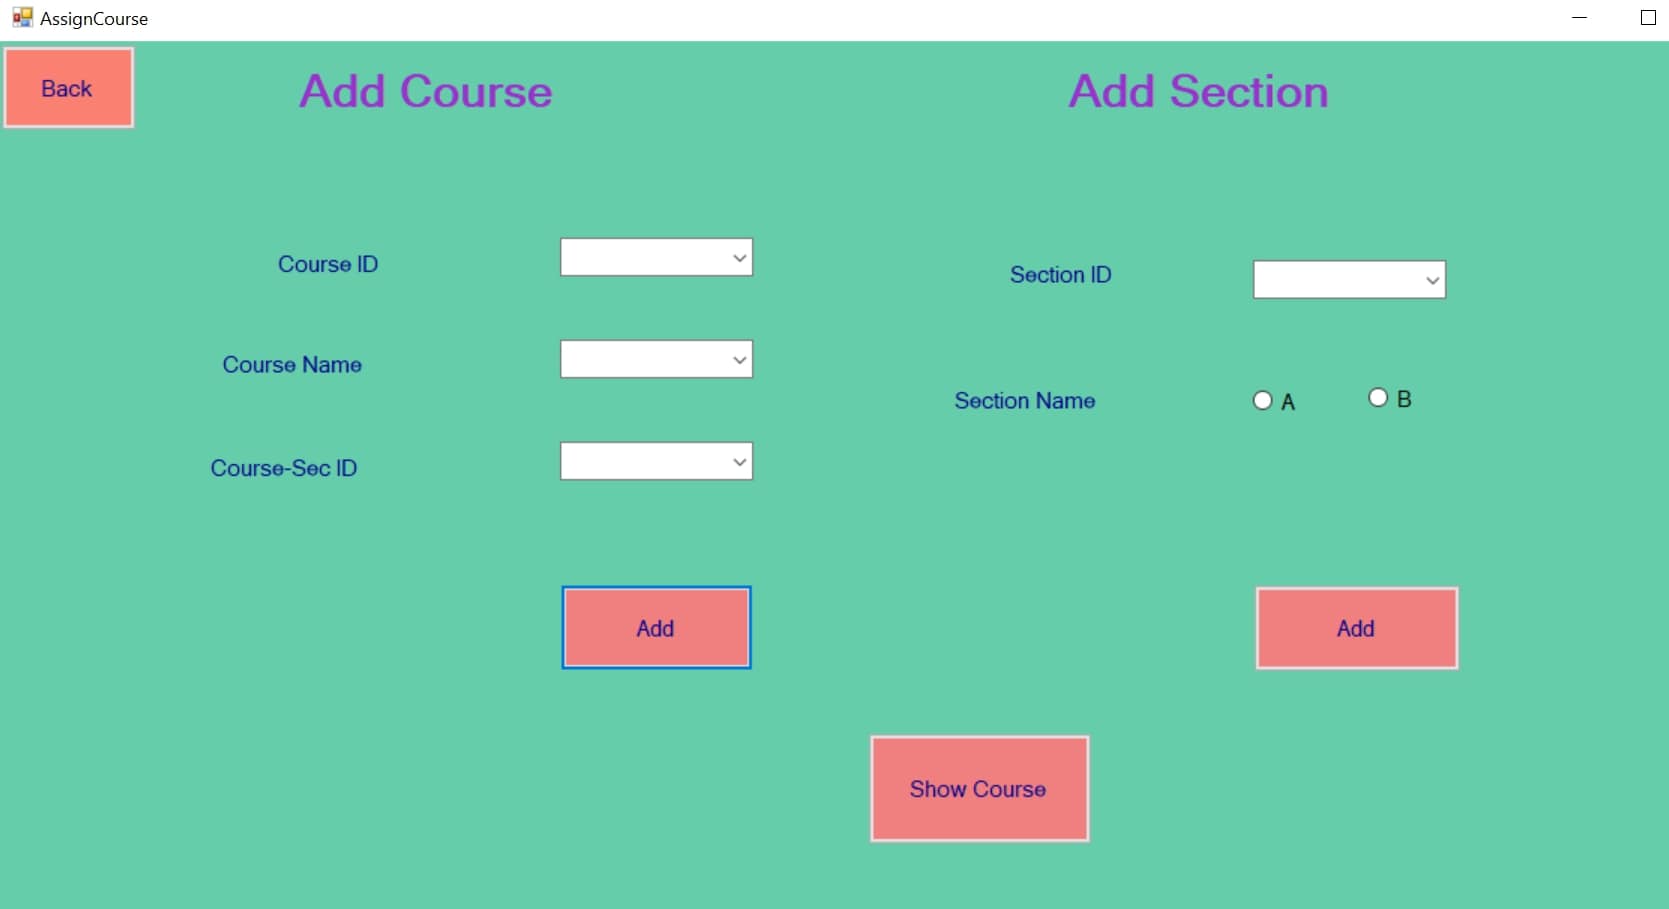 AssignCourse
Back
Add Course
Add Section
Course ID
Section ID
Course Name
Section Name
A
B
Course-Sec ID
Add
Add
Show Course